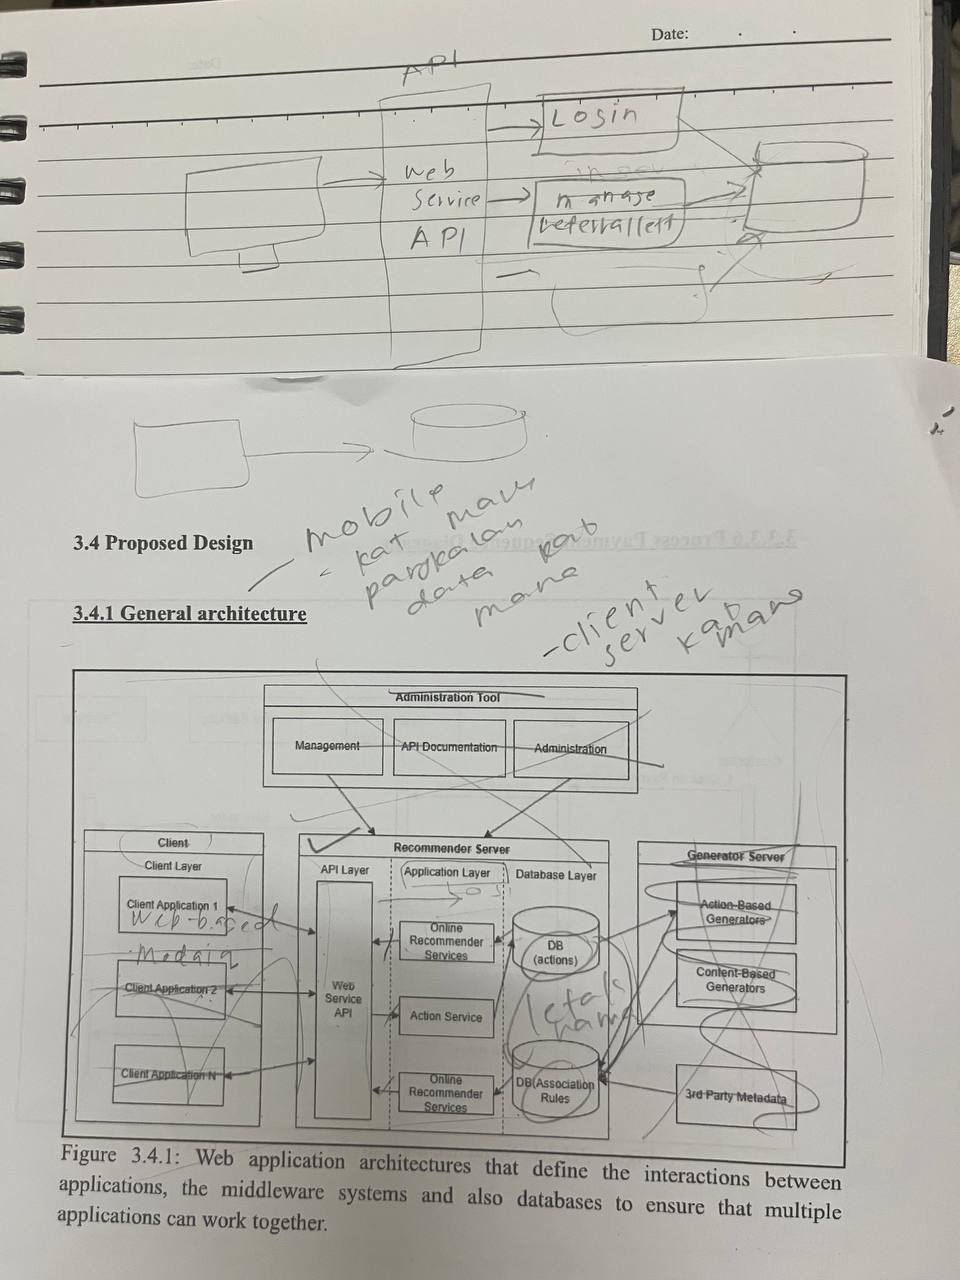 Date:
API
Login
Web
Service
API
manage
- mobile
kat mana
pangkalan
data kat
mana
3.4 Proposed Design
3.4.1 General architecture
- client
server
kat
mana
Administration Tool
Management
API Documentation
Administration
Client
Client Layer
Client Application 1
Web-based
Client Application 2
Client Application N
Recommender Server
API Layer
Application Layer
Database Layer
Web
Service
API
Online
Recommender
Services
Action Service
Online
Recommender
Services
DB
(actions)
letak
nama
DB(Association
Rules
Generator Server
Action-Based
Generators
Content-Based
Generators
3rd Party Metadata
Figure 3.4.1: Web application architectures that define the interactions between
applications, the middleware systems and also databases to ensure that multiple
applications can work together.